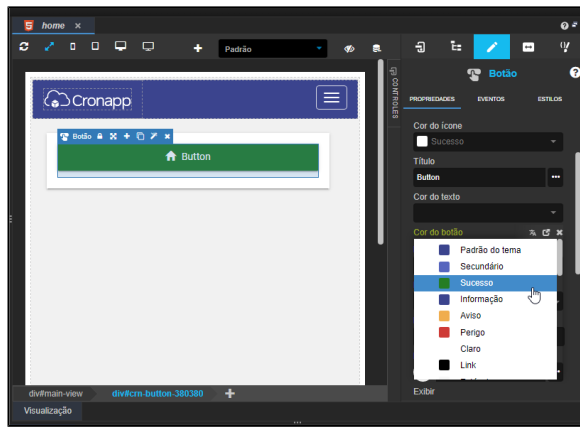 home ×
Padrão
Botão
PROPRIEDADES EVENTOS ESTILOS
CONTROLES
Cronapp
Botão
Button
Cor do ícone
Sucesso
Título
Button
Cor do texto
Cor do botão
Padrão do tema
Secundário
Sucesso
Informação
Aviso
Perigo
Claro
Link
Exibir
div#main-view div#crn-button-380380
Visualização